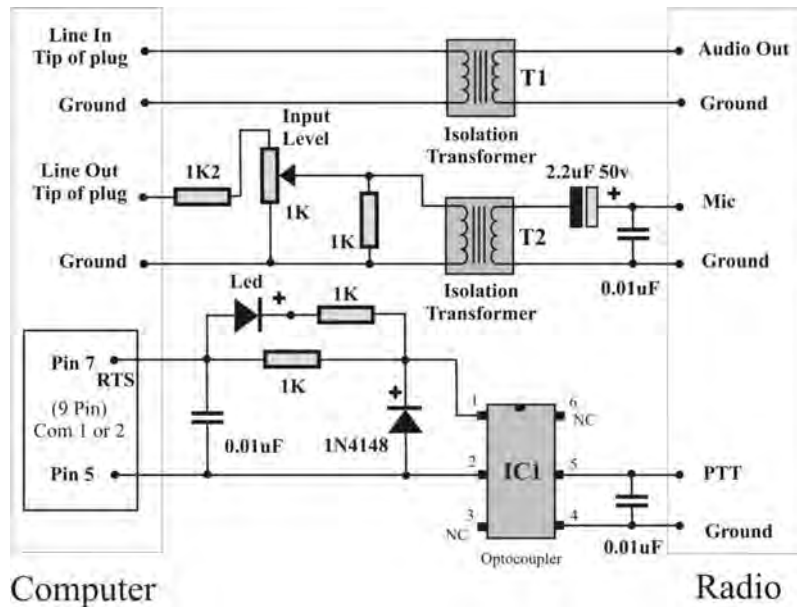 Line In
Tip of plug
Audio Out
T1
Ground
Input
Level
Isolation
Transformer
Ground
Line Out
Tip of plug
1K2
1K
1K
2.2uF 50v
+
Mic
T2
Ground
Ground
0.01uF
Led
+
1K
Isolation
Transformer
Pin 7
RTS
1K
+
(9 Pin)
Com 1 or 2
0.01uF
1N4148
1
6
NC
Pin 5
2
IC1
5
PTT
3
NC
4
Ground
0.01uF
Optocoupler
Computer
Radio